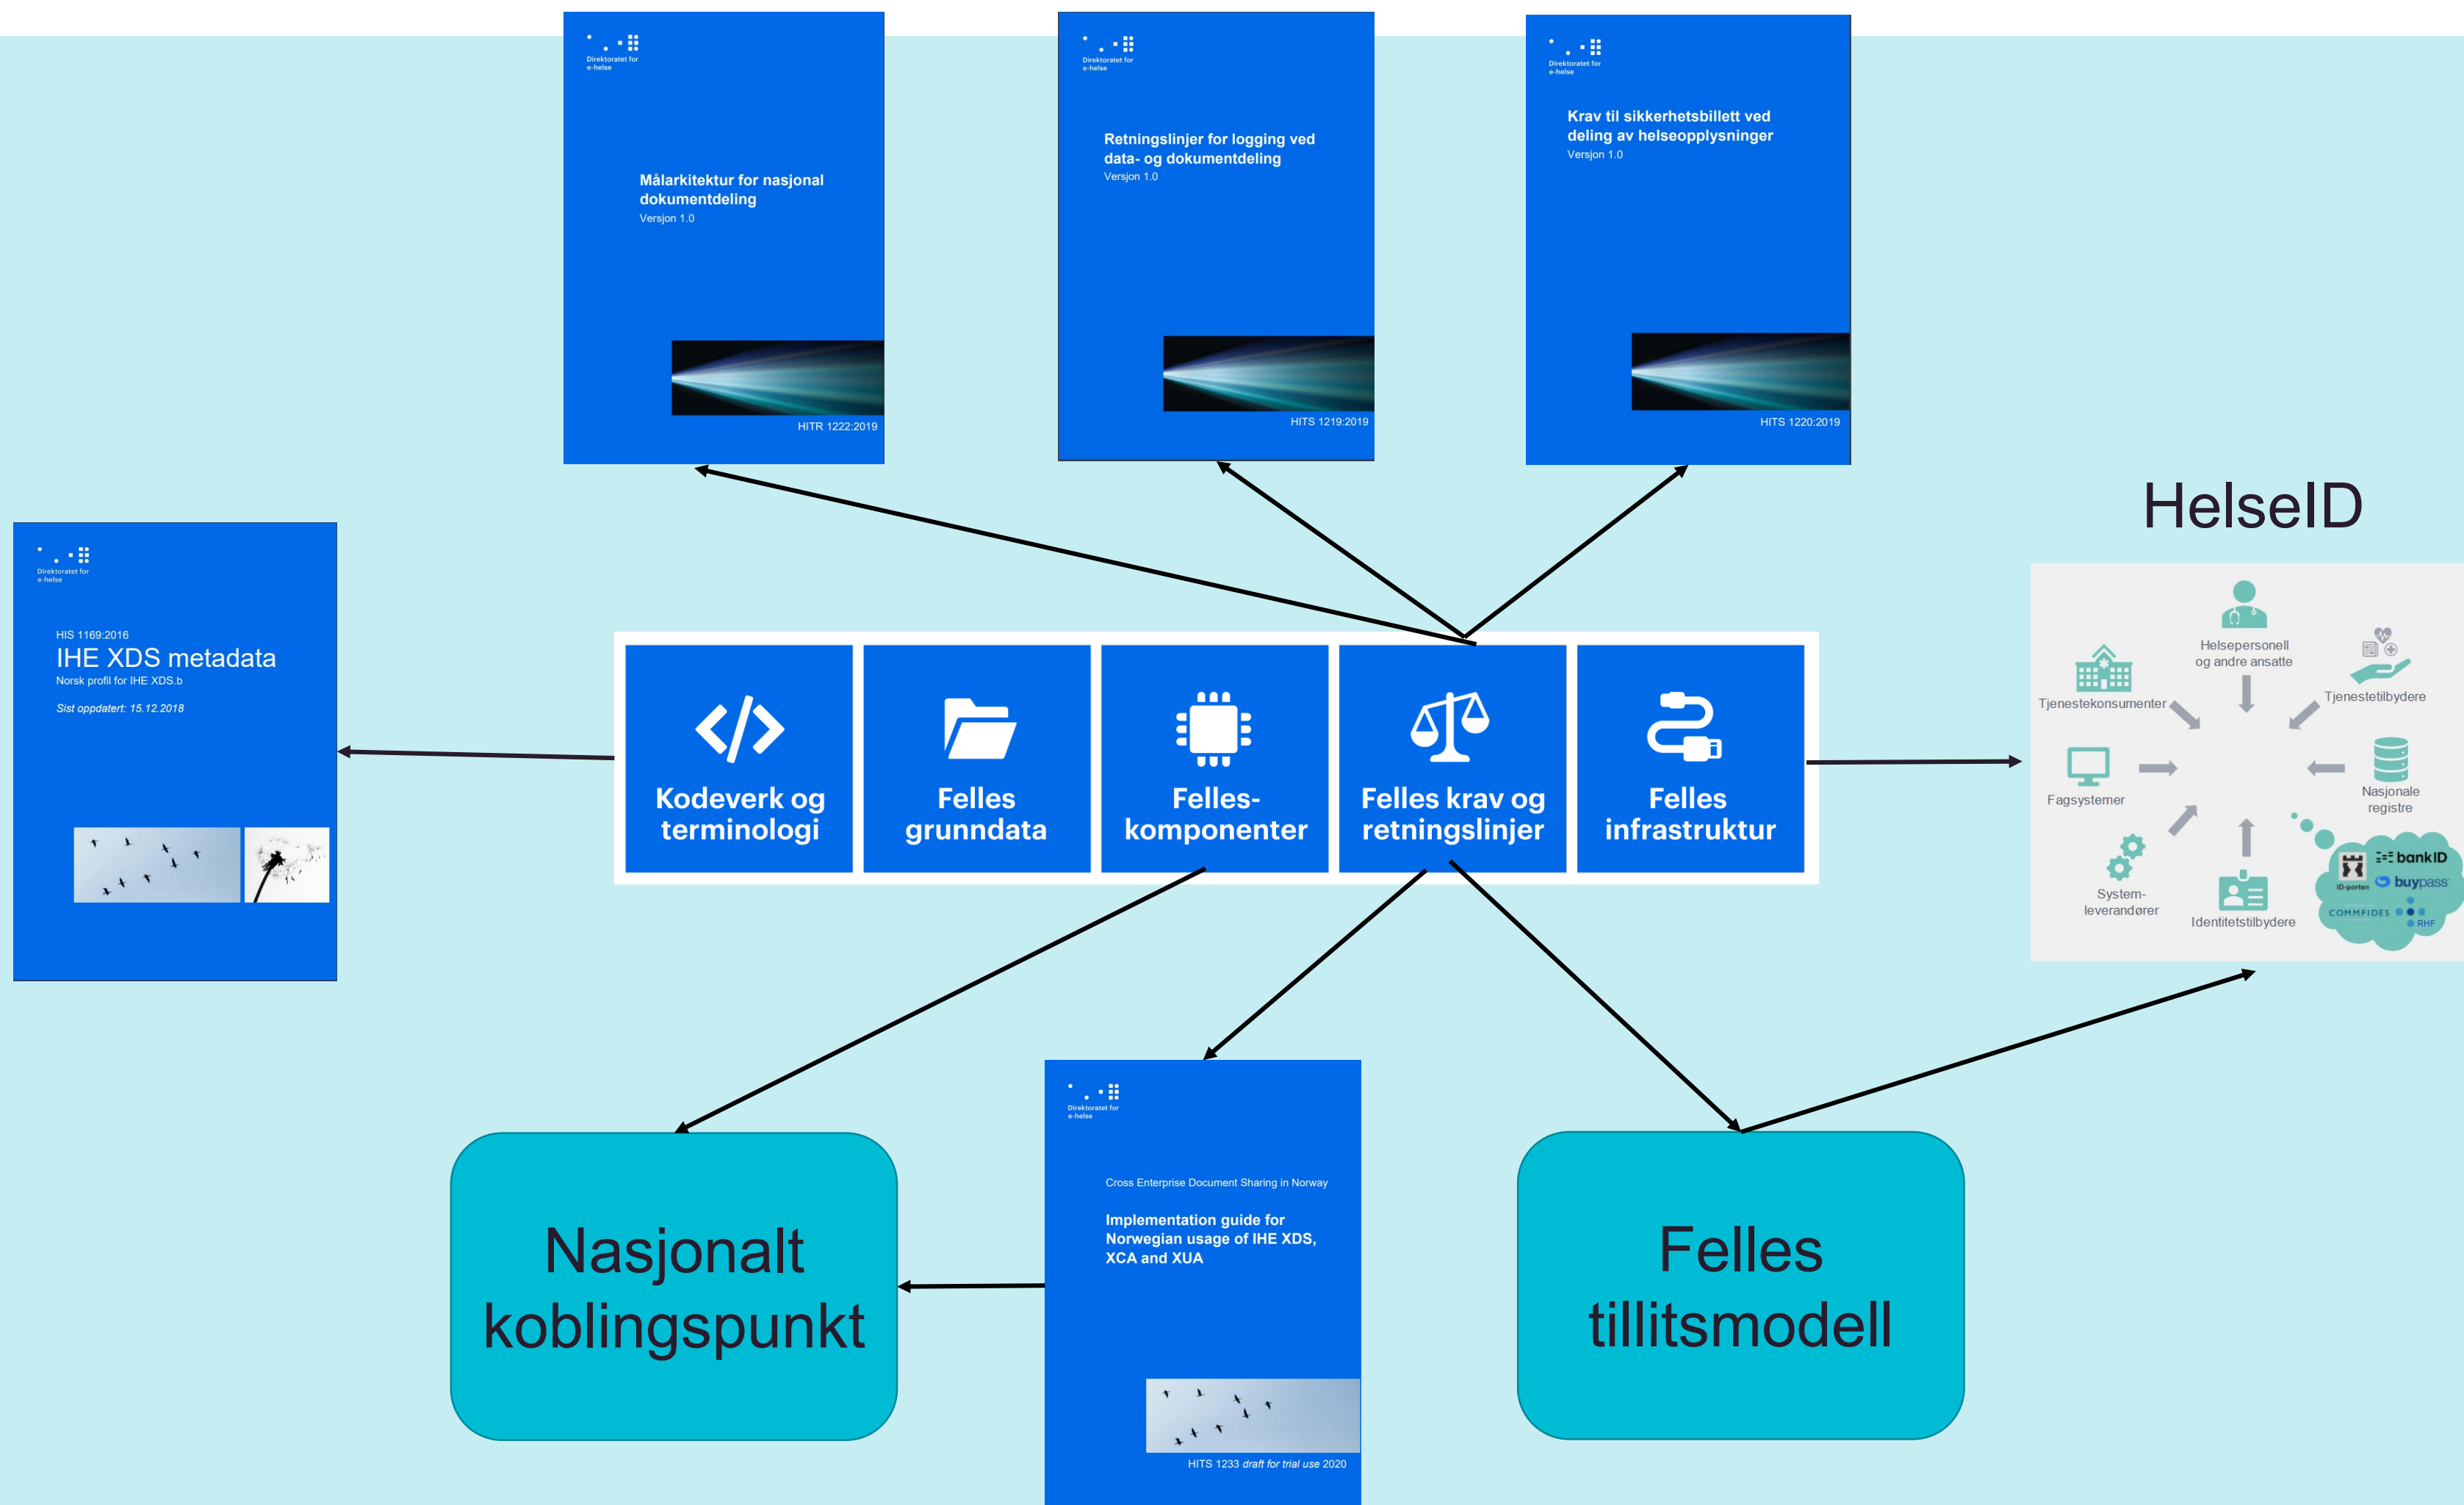 Direktoratet for
e-helse
Målarkitektur for nasjonal
dokumentdeling
Versjon 1.0
HITR 1222:2019
Direktoratet for
e-helse
Retningslinjer for logging ved
data- og dokumentdeling
Versjon 1.0
HITS 1219:2019
Direktoratet for
e-helse
Krav til sikkerhetsbillett ved
deling av helseopplysninger
Versjon 1.0
HITS 1220:2019
Direktoratet for
e-helse
HIS 1169:2016
IHE XDS metadata
Norsk profil for IHE XDS.b
Sist oppdatert: 15.12.2018
Kodeverk og
terminologi
Felles
grunndata
Felles-
komponenter
Felles krav og
retningslinjer
Felles
infrastruktur
HelseID
Helsepersonell
og andre ansatte
Tjenestekonsumenter
Tjenestetilbydere
Fagsystemer
Nasjonale
registre
System-
leverandører
Identitetstilbydere
bankID
ID-porten
buypass
COMMFIDES
RHF
Nasjonalt
koblingspunkt
Direktoratet for
e-helse
Cross Enterprise Document Sharing in Norway
Implementation guide for
Norwegian usage of IHE XDS,
XCA and XUA
HITS 1233 draft for trial use 2020
Felles
tillitsmodell